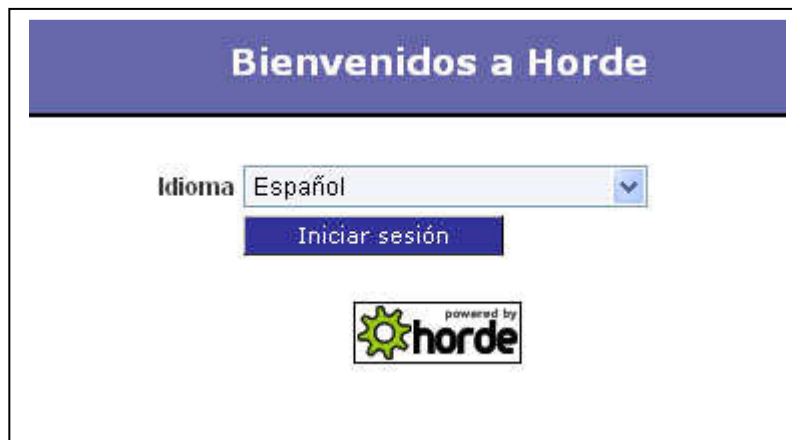 Bienvenidos a Horde
Idioma Español
Iniciar sesión
powered by
horde